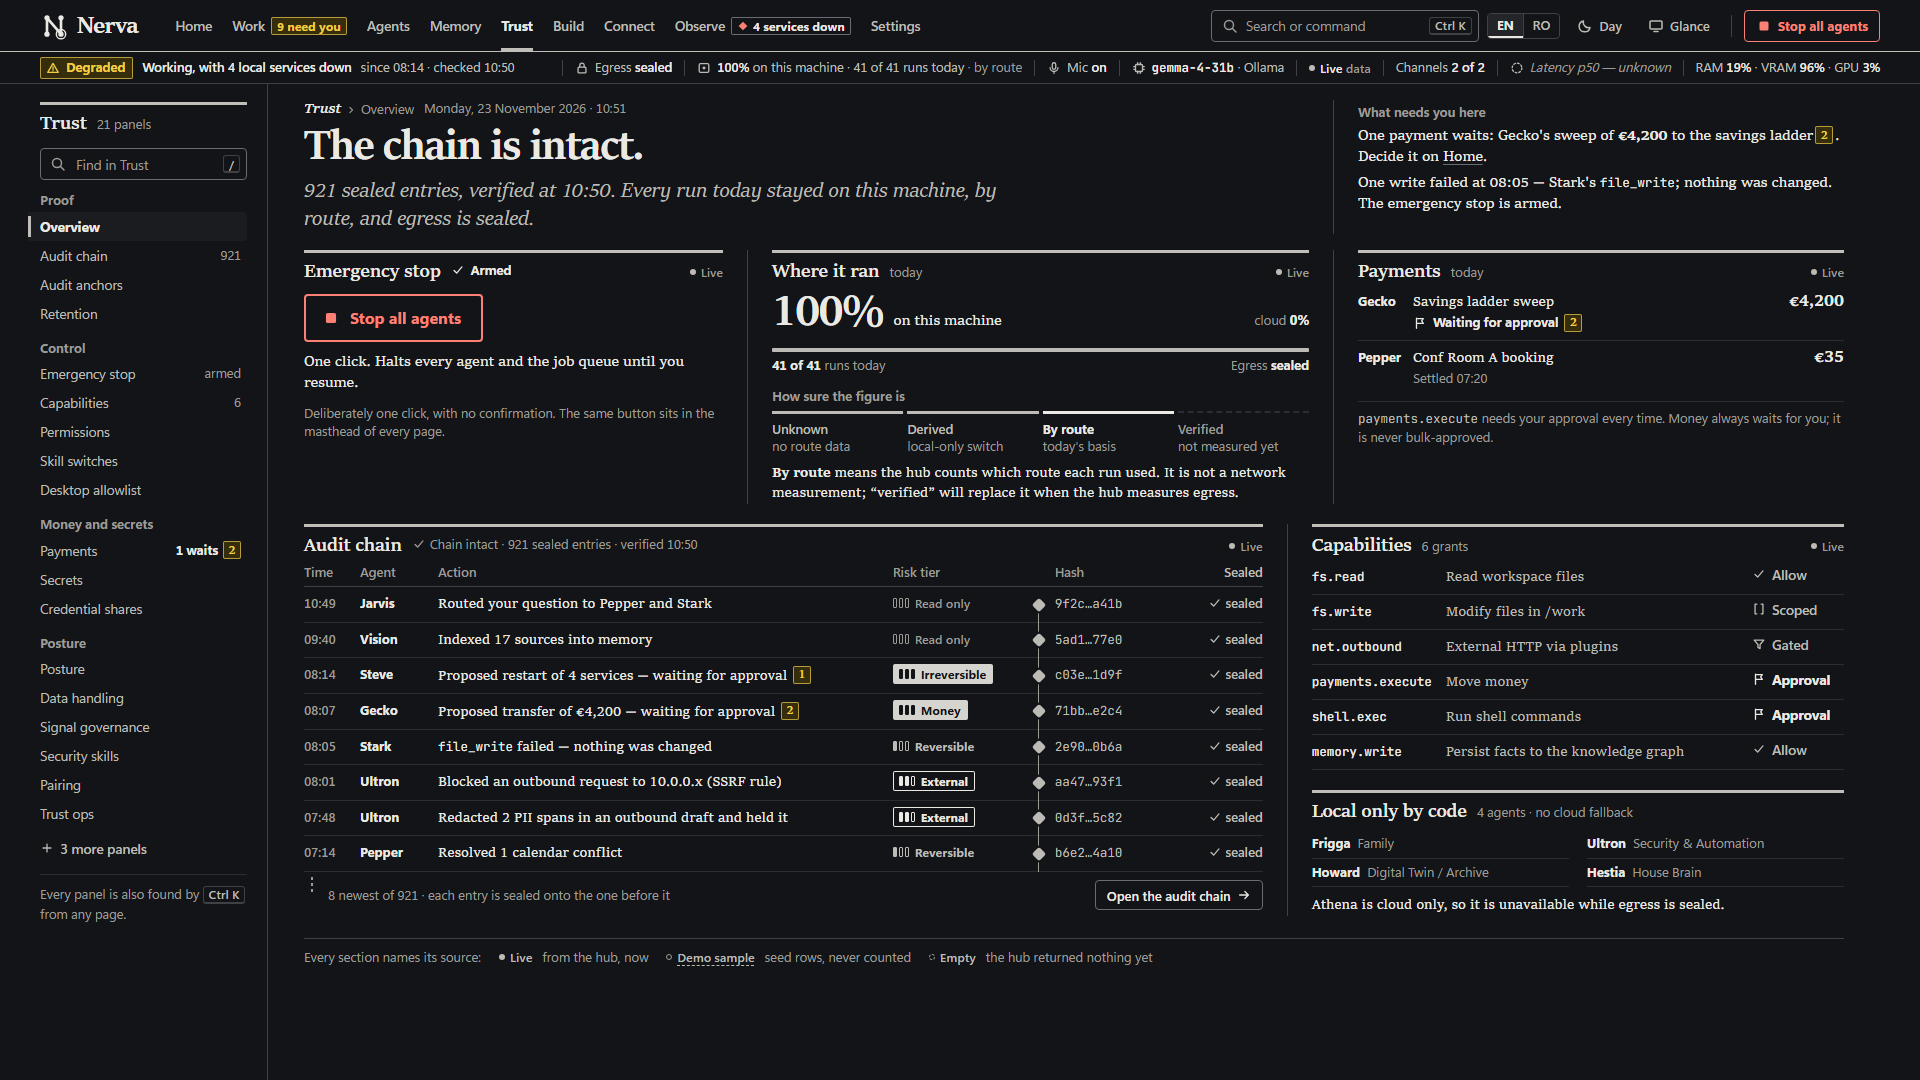 Nerva
Home Work 9 need you Agents Memory Trust Build Connect Observe 4 services down Settings
Search or command Ctrl K EN RO Day Glance Stop all agents
Degraded Working, with 4 local services down since 08:14 · checked 10:50
Egress sealed 100% on this machine · 41 of 41 runs today · by route Mic on gemma-4-31b · Ollama Live data Channels 2 of 2 Latency p50 — unknown RAM 19% · VRAM 96% · GPU 3%
Trust 21 panels
Find in Trust /
Proof
Overview
Audit chain 921
Audit anchors
Retention
Control
Emergency stop armed
Capabilities 6
Permissions
Skill switches
Desktop allowlist
Money and secrets
Payments 1 waits 2
Secrets
Credential shares
Posture
Posture
Data handling
Signal governance
Security skills
Pairing
Trust ops
+ 3 more panels
Every panel is also found by Ctrl K
from any page.
Trust › Overview Monday, 23 November 2026 · 10:51
The chain is intact.
921 sealed entries, verified at 10:50. Every run today stayed on this machine, by
route, and egress is sealed.
What needs you here
One payment waits: Gecko's sweep of €4,200 to the savings ladder 2 .
Decide it on Home.
One write failed at 08:05 — Stark's file_write; nothing was changed.
The emergency stop is armed.
Emergency stop Armed Live
Stop all agents
One click. Halts every agent and the job queue until you
resume.
Deliberately one click, with no confirmation. The same button sits in the
masthead of every page.
Where it ran today Live
100% on this machine cloud 0%
41 of 41 runs today Egress sealed
How sure the figure is
Unknown Derived By route Verified
no route data local-only switch today's basis not measured yet
By route means the hub counts which route each run used. It is not a network
measurement; “verified” will replace it when the hub measures egress.
Payments today Live
Gecko Savings ladder sweep €4,200
Waiting for approval 2
Pepper Conf Room A booking €35
Settled 07:20
payments.execute needs your approval every time. Money always waits for you; it
is never bulk-approved.
Audit chain Chain intact · 921 sealed entries · verified 10:50 Live
Time Agent Action Risk tier Hash Sealed
10:49 Jarvis Routed your question to Pepper and Stark Read only 9f2c…a41b sealed
09:40 Vision Indexed 17 sources into memory Read only 5ad1…77e0 sealed
08:14 Steve Proposed restart of 4 services — waiting for approval 1 Irreversible c03e…1d9f sealed
08:07 Gecko Proposed transfer of €4,200 — waiting for approval 2 Money 71bb…e2c4 sealed
08:05 Stark file_write failed — nothing was changed Reversible 2e90…0b6a sealed
08:01 Ultron Blocked an outbound request to 10.0.0.x (SSRF rule) External aa47…93f1 sealed
07:48 Ultron Redacted 2 PII spans in an outbound draft and held it External 0d3f…5c82 sealed
07:14 Pepper Resolved 1 calendar conflict Reversible b6e2…4a10 sealed
8 newest of 921 · each entry is sealed onto the one before it Open the audit chain →
Capabilities 6 grants Live
fs.read Read workspace files Allow
fs.write Modify files in /work Scoped
net.outbound External HTTP via plugins Gated
payments.execute Move money Approval
shell.exec Run shell commands Approval
memory.write Persist facts to the knowledge graph Allow
Local only by code 4 agents · no cloud fallback
Frigga Family Ultron Security & Automation
Howard Digital Twin / Archive Hestia House Brain
Athena is cloud only, so it is unavailable while egress is sealed.
Every section names its source: Live from the hub, now Demo sample seed rows, never counted Empty the hub returned nothing yet